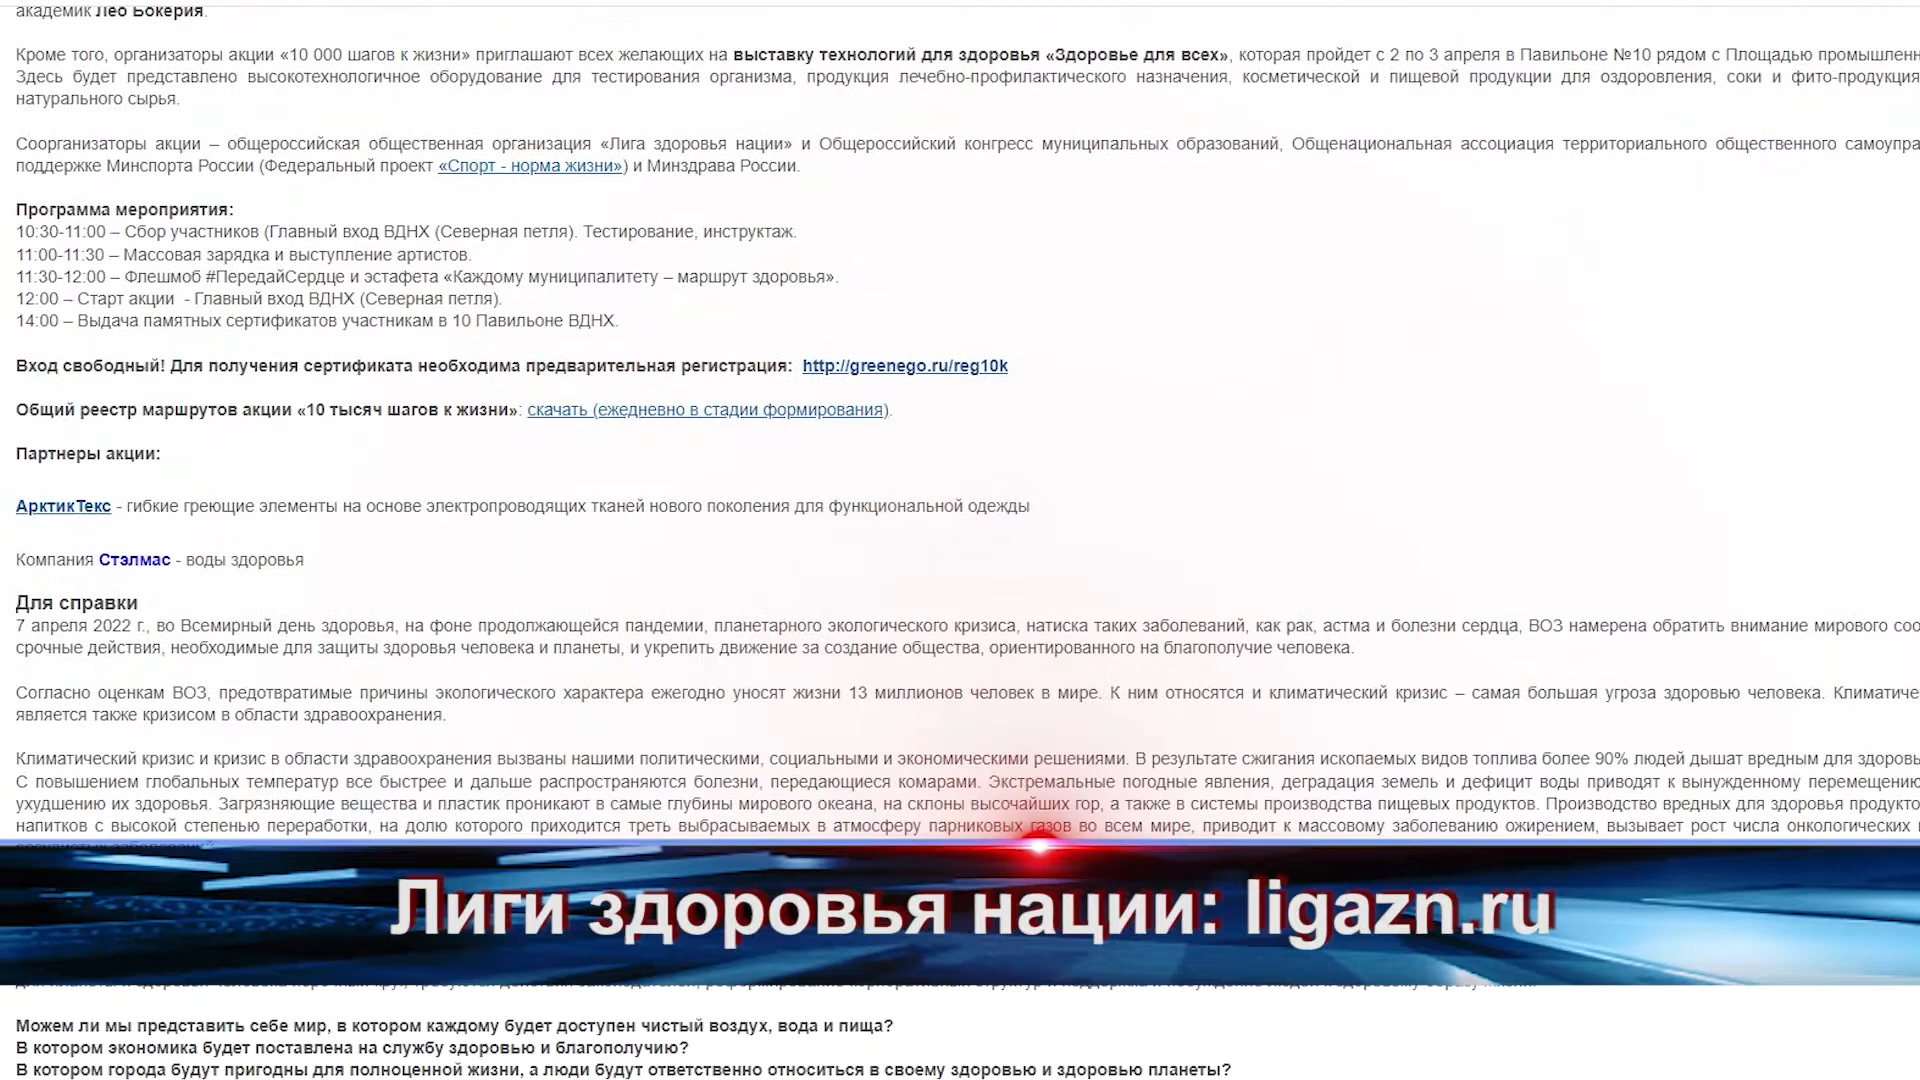 академик Лео Бокерия.
Кроме того, организаторы акции «10 000 шагов к жизни» приглашают всех желающих на выставку технологий для здоровья «Здоровье для всех», которая пройдет с 2 по 3 апреля в Павильоне №10 рядом с Площадью
Здесь будет представлено высокотехнологичное оборудование для тестирования организма, продукция лечебно-профилактического назначения, косметической и пищевой продукции для оздоровления, соки и фито-продукция
натурального сырья.
Соорганизаторы акции – общероссийская общественная организация «Лига здоровья нации» и Общероссийский конгресс муниципальных образований, Общенациональная ассоциация территориального общественного
поддержке Минспорта России (Федеральный проект «Спорт - норма жизни») и Минздрава России.
Программа мероприятия:
10:30-11:00 – Сбор участников (Главный вход ВДНХ (Северная петля). Тестирование, инструктаж.
11:00-11:30 – Массовая зарядка и выступление артистов.
11:30-12:00 – Флешмоб #ПередайСердце и эстафета «Каждому муниципалитету – маршрут здоровья».
12:00 – Старт акции - Главный вход ВДНХ (Северная петля).
14:00 – Выдача памятных сертификатов участникам в 10 Павильоне ВДНХ.
Вход свободный! Для получения сертификата необходима предварительная регистрация: http://greenego.ru/reg10k
Общий реестр маршрутов акции «10 тысяч шагов к жизни»: скачать (ежедневно в стадии формирования).
Партнеры акции:
АрктикТекс - гибкие греющие элементы на основе электропроводящих тканей нового поколения для функциональной одежды
Компания Стэлмас - воды здоровья
Для справки
7 апреля 2022 г., во Всемирный день здоровья, на фоне продолжающейся пандемии, планетарного экологического кризиса, натиска таких заболеваний, как рак, астма и болезни сердца, ВОЗ намерена обратить внимание мирового
срочные действия, необходимые для защиты здоровья человека и планеты, и укрепить движение за создание общества, ориентированного на благополучие человека.
Согласно оценкам ВОЗ, предотвратимые причины экологического характера ежегодно уносят жизни 13 миллионов человек в мире. К ним относятся и климатический кризис – самая большая угроза здоровью человека.
является также кризисом в области здравоохранения.
Климатический кризис и кризис в области здравоохранения вызваны нашими политическими, социальными и экономическими решениями. В результате сжигания ископаемых видов топлива более 90% людей дышат вредным для
С повышением глобальных температур все быстрее и дальше распространяются болезни, передающиеся комарами. Экстремальные погодные явления, деградация земель и дефицит воды приводят к вынужденному перемещению
ухудшению их здоровья. Загрязняющие вещества и пластик проникают в самые глубины мирового океана, на склоны высочайших гор, а также в системы производства пищевых продуктов. Производство вредных для здоровья
напитков с высокой степенью переработки, на долю которого приходится треть выбрасываемых в атмосферу парниковых газов во всем мире, приводит к массовому заболеванию ожирением, вызывает рост числа онкологических
Лиги здоровья нации: ligazn.ru
Можем ли мы представить себе мир, в котором каждому будет доступен чистый воздух, вода и пища?
В котором экономика будет поставлена на службу здоровью и благополучию?
В котором города будут пригодны для полноценной жизни, а люди будут ответственно относиться в своему здоровью и здоровью планеты?